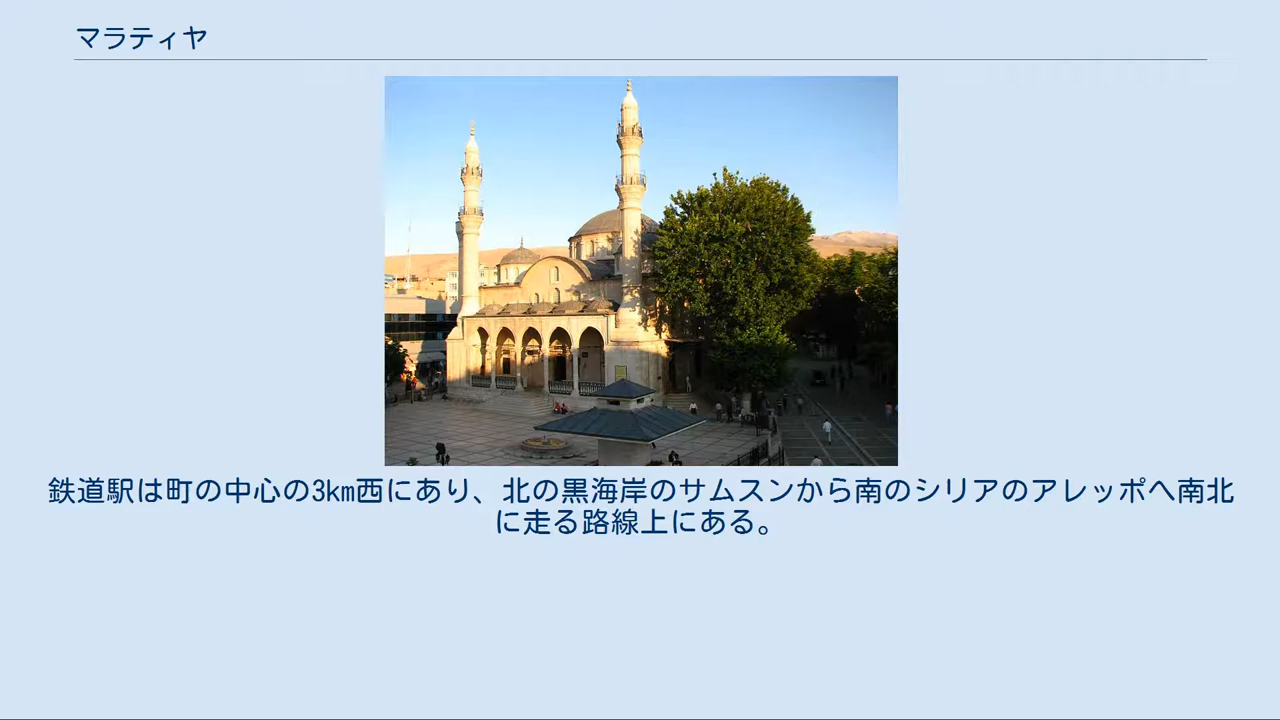 マラティヤ
鉄道駅は町の中心の3km西にあり、北の黒海岸のサムスンから南のシリアのアレッポへ南北
に走る路線上にある。